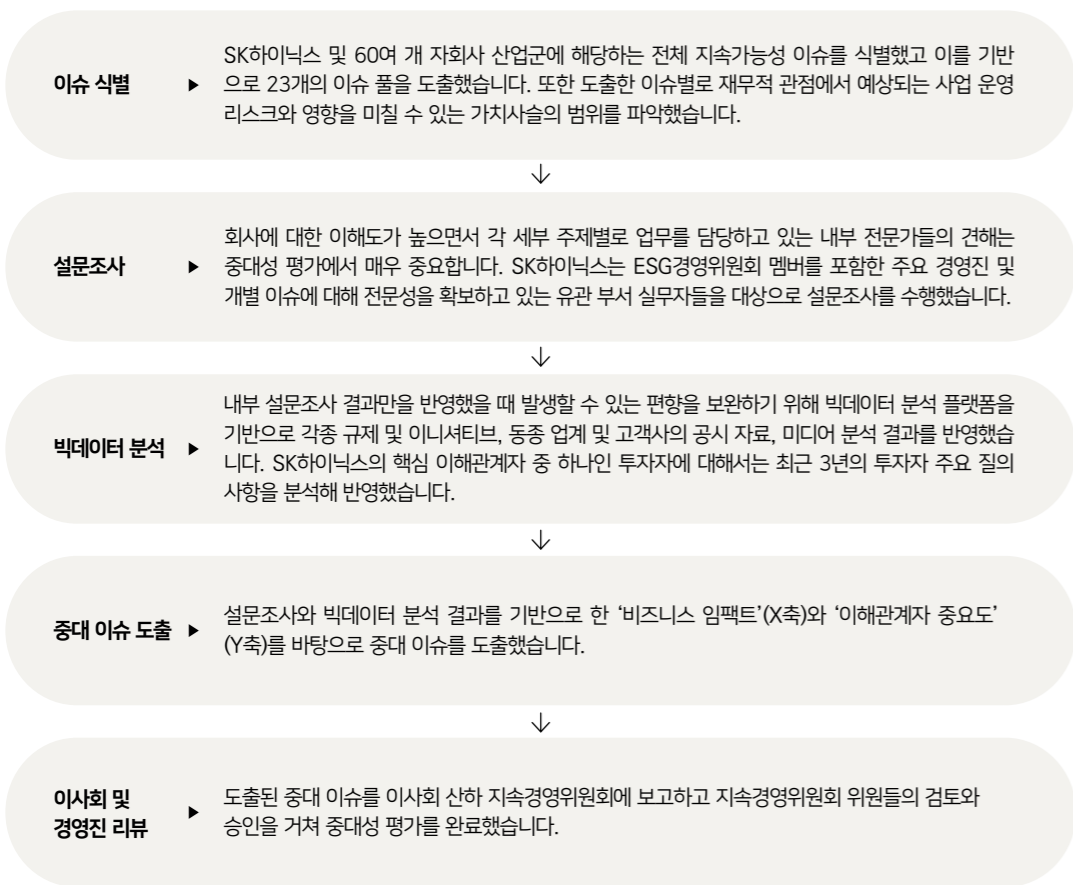 이슈 식별 ▶
SK하이닉스 및 60여 개 자회사 산업군에 해당하는 전체 지속가능성 이슈를 식별했고 이를 기반
으로 23개의 이슈 풀을 도출했습니다. 또한 도출한 이슈별로 재무적 관점에서 예상되는 사업 운영
리스크와 영향을 미칠 수 있는 가치사슬의 범위를 파악했습니다.
↓
설문조사 ▶
회사에 대한 이해도가 높으면서 각 세부 주제별로 업무를 담당하고 있는 내부 전문가들의 견해는
중대성 평가에서 매우 중요합니다. SK하이닉스는 ESG경영위원회 멤버를 포함한 주요 경영진 및
개별 이슈에 대해 전문성을 확보하고 있는 유관 부서 실무자들을 대상으로 설문조사를 수행했습니다.
↓
빅데이터 분석 ▶
내부 설문조사 결과만을 반영했을 때 발생할 수 있는 편향을 보완하기 위해 빅데이터 분석 플랫폼을
기반으로 각종 규제 및 이니셔티브, 동종 업계 및 고객사의 공시 자료, 미디어 분석 결과를 반영했습
니다. SK하이닉스의 핵심 이해관계자 중 하나인 투자자에 대해서는 최근 3년의 투자자 주요 질의
사항을 분석해 반영했습니다.
↓
중대 이슈 도출 ▶
설문조사와 빅데이터 분석 결과를 기반으로 한 ‘비즈니스 임팩트’(X축)와 ‘이해관계자 중요도’
(Y축)를 바탕으로 중대 이슈를 도출했습니다.
↓
이사회 및
경영진 리뷰 ▶
도출된 중대 이슈를 이사회 산하 지속경영위원회에 보고하고 지속경영위원회 위원들의 검토와
승인을 거쳐 중대성 평가를 완료했습니다.